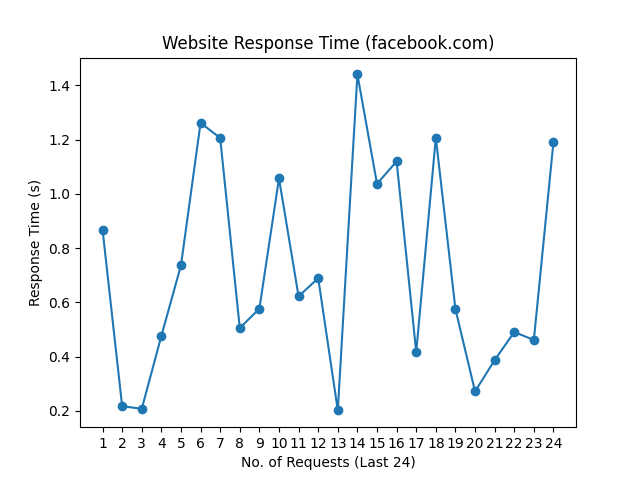 Website Response Time (facebook.com)
1.4
1.2
1.0
0.8
0.6
0.4
0.2
Response Time (s)
1 2 3 4 5 6 7 8 9 10 11 12 13 14 15 16 17 18 19 20 21 22 23 24
No. of Requests (Last 24)